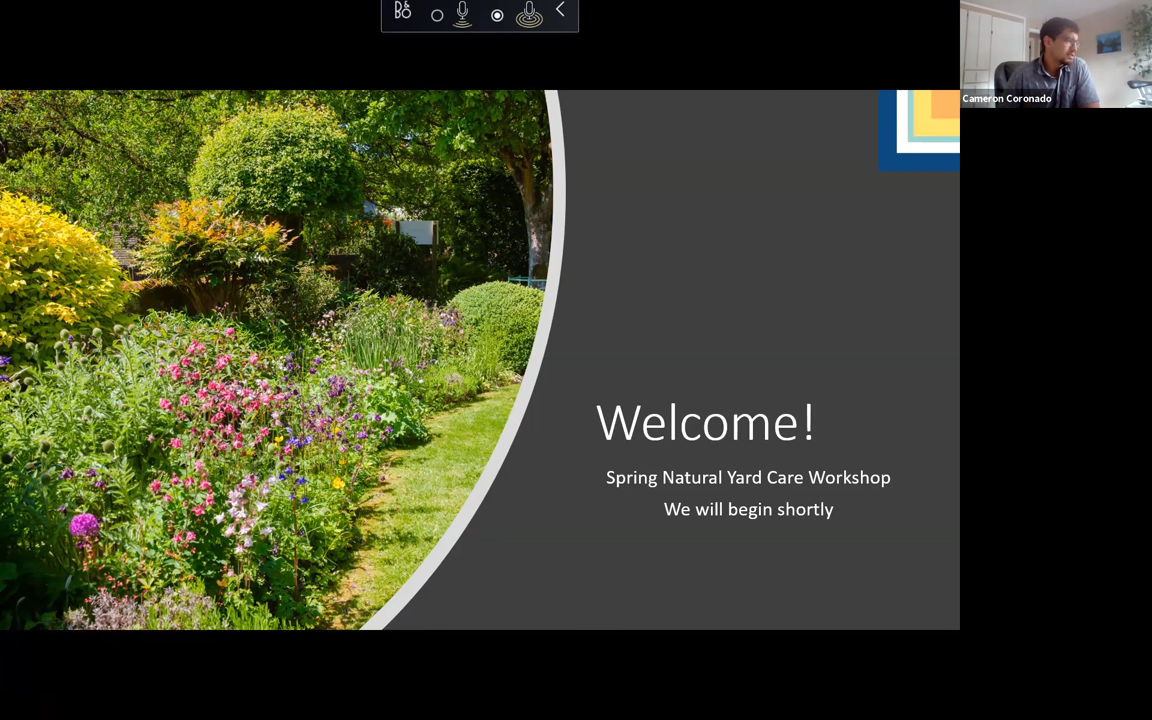 B&O
Cameron Coronado
Welcome!
Spring Natural Yard Care Workshop
We will begin shortly